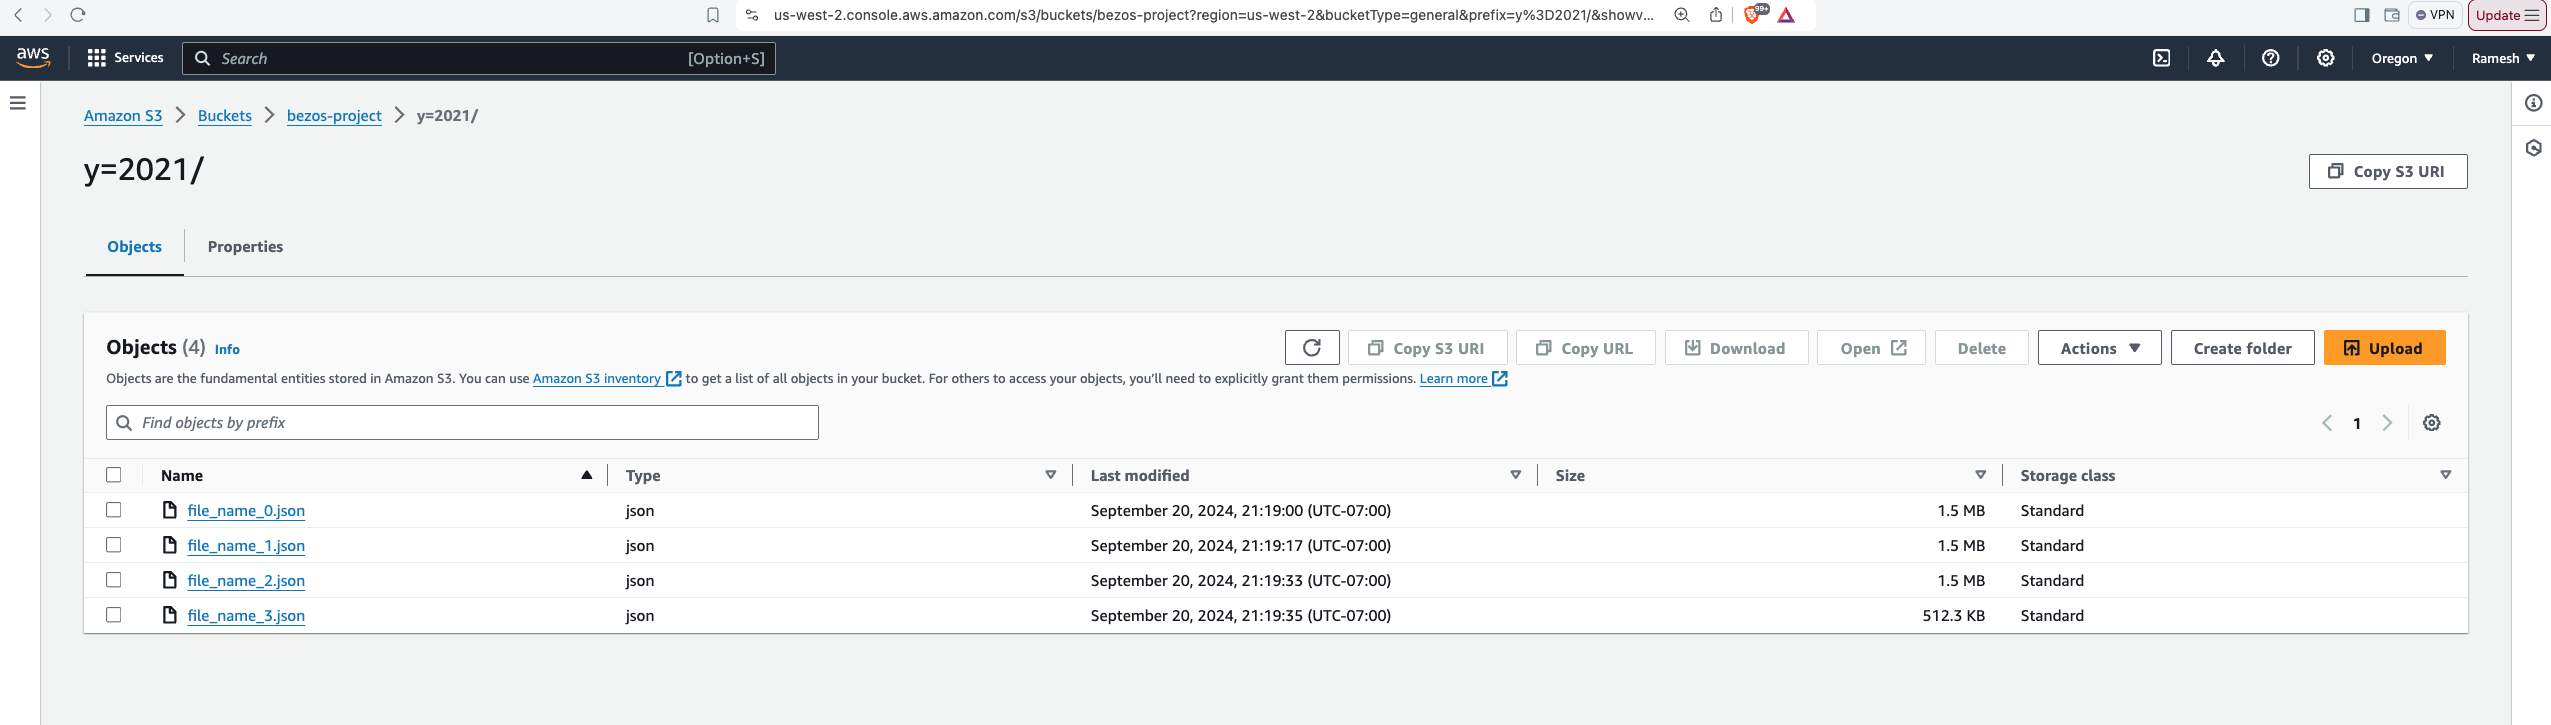 us-west-2.console.aws.amazon.com/s3/buckets/bezos-project?region=us-west-2&bucketType=general&prefix=y%3D2021/&showv...
99+
VPN
Update
aws
Services
Search
[Option+S]
Oregon
Ramesh
Amazon S3
Buckets
bezos-project
y=2021/
y=2021/
Copy S3 URI
Objects
Properties
Objects (4) Info
Copy S3 URI
Copy URL
Download
Open
Delete
Actions
Create folder
Upload
Objects are the fundamental entities stored in Amazon S3. You can use Amazon S3 inventory to get a list of all objects in your bucket. For others to access your objects, you'll need to explicitly grant them permissions. Learn more
Find objects by prefix
1
Name Type Last modified Size Storage class
file_name_0.json json September 20, 2024, 21:19:00 (UTC-07:00) 1.5 MB Standard
file_name_1.json json September 20, 2024, 21:19:17 (UTC-07:00) 1.5 MB Standard
file_name_2.json json September 20, 2024, 21:19:33 (UTC-07:00) 1.5 MB Standard
file_name_3.json json September 20, 2024, 21:19:35 (UTC-07:00) 512.3 KB Standard